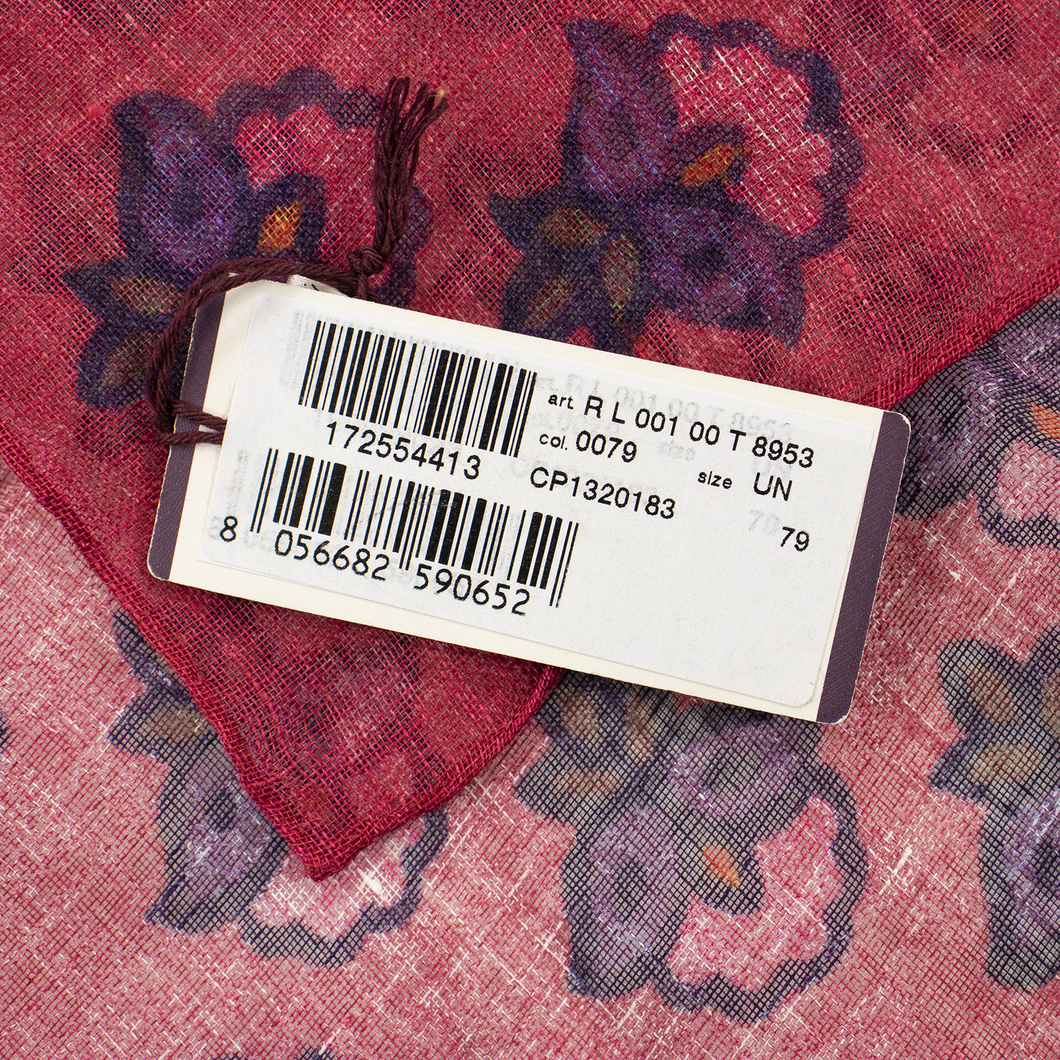 art. R L 001 00 T 8953
col. 0079 size UN
172554413 CP1320183
79
8 056682 590652